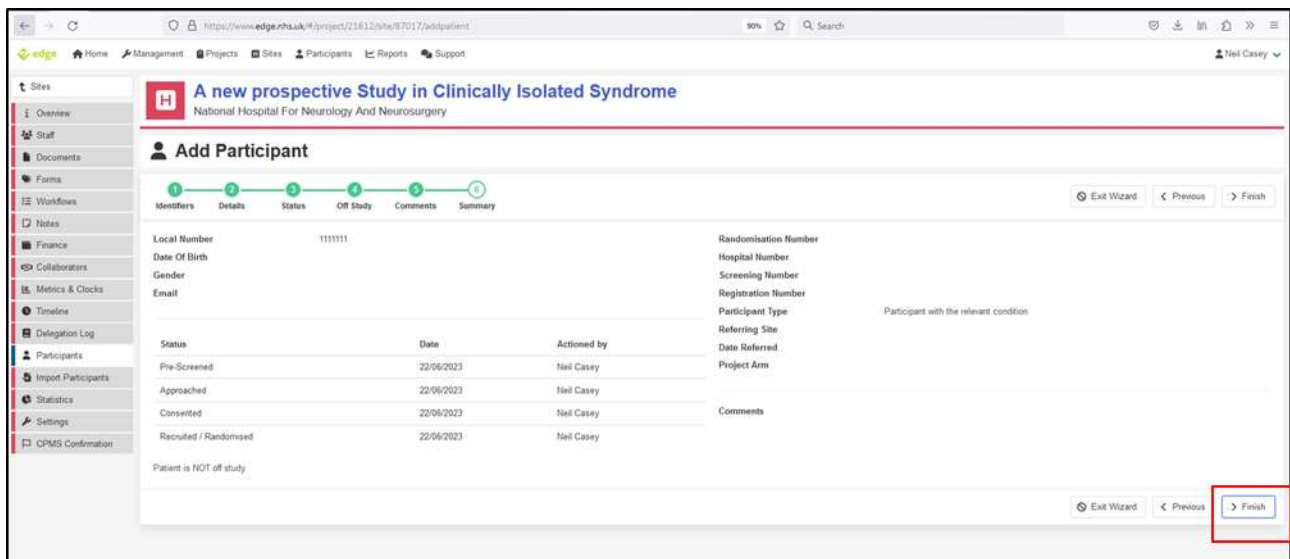 https://www.edge.nhs.uk/#/project/21612/site/87017/addpatient 90% Search
edge Home Management Projects Sites Participants Reports Support Neil Casey
Sites
Overview
Staff
Documents
Forms
Workflows
Notes
Finance
Collaborators
Metrics & Clocks
Timeline
Delegation Log
Participants
Import Participants
Statistics
Settings
CPMS Confirmation
H
A new prospective Study in Clinically Isolated Syndrome
National Hospital For Neurology And Neurosurgery
Add Participant
1 2 3 4 5 6
Identifiers Details Status Off Study Comments Summary
Exit Wizard Previous Finish
Local Number 1111111
Date Of Birth
Gender
Email
Status Date Actioned by
Pre-Screened 22/06/2023 Neil Casey
Approached 22/06/2023 Neil Casey
Consented 22/06/2023 Neil Casey
Recruited / Randomised 22/06/2023 Neil Casey
Patient is NOT off study
Randomisation Number
Hospital Number
Screening Number
Registration Number
Participant Type Participant with the relevant condition
Referring Site
Date Referred
Project Arm
Comments
Exit Wizard Previous Finish